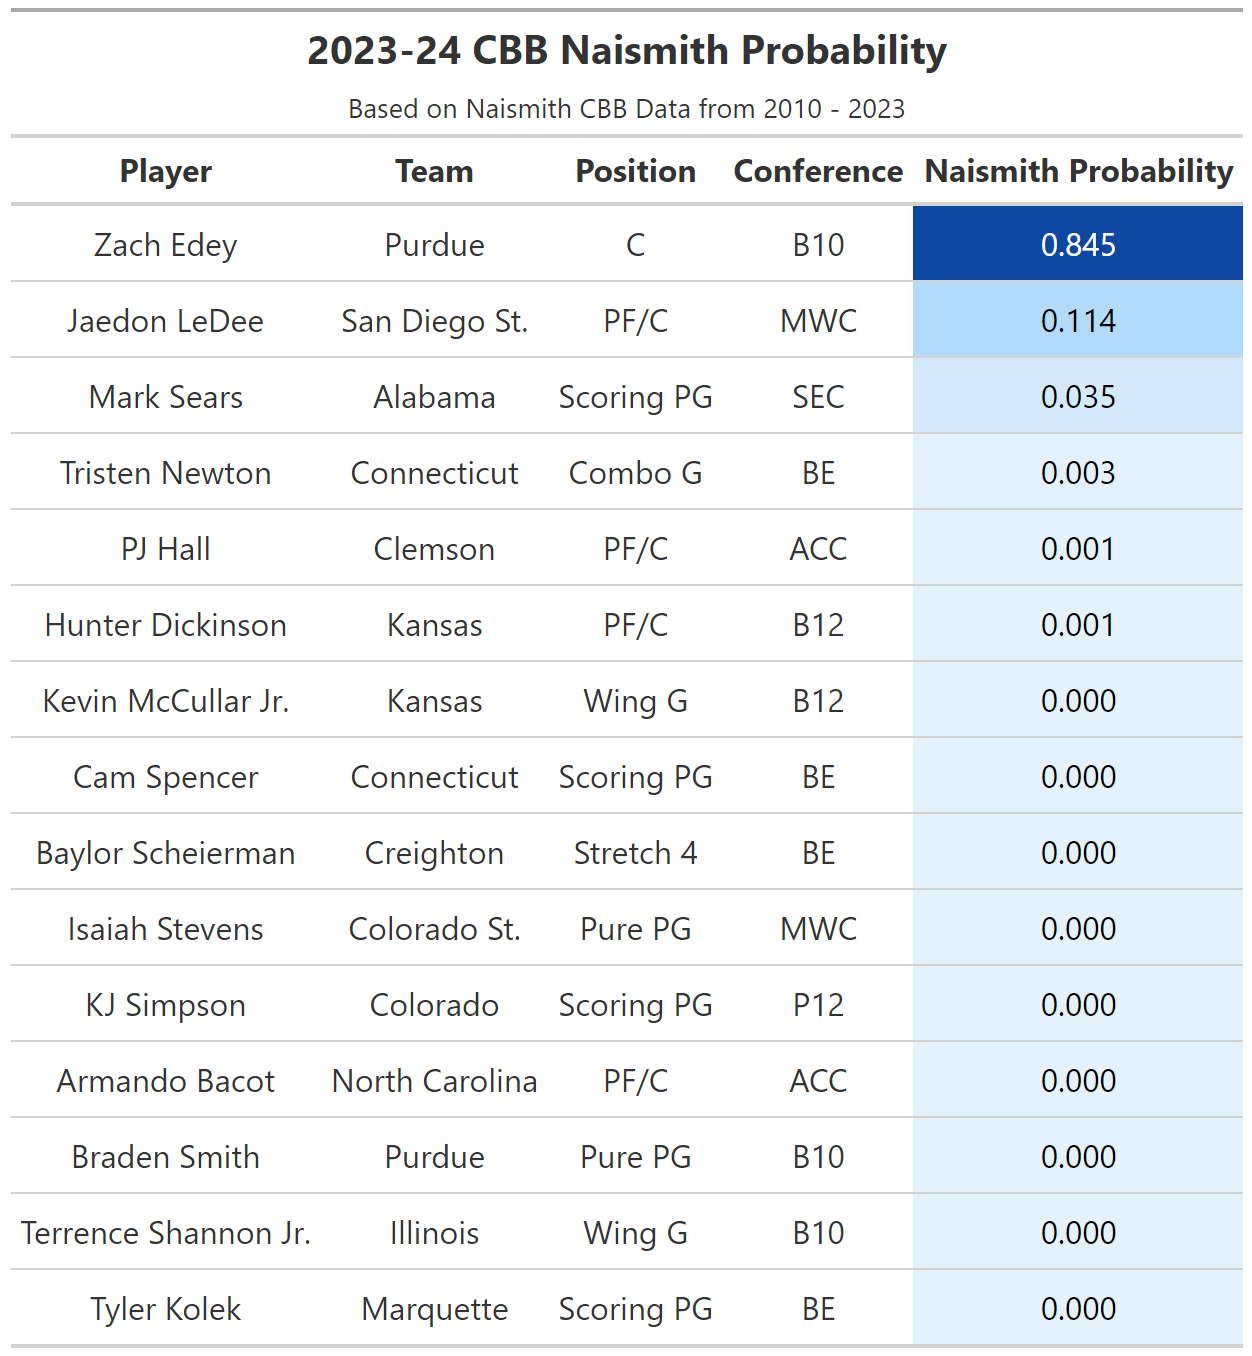 2023-24 CBB Naismith Probability
Based on Naismith CBB Data from 2010 - 2023
Player Team Position Conference Naismith Probability
Zach Edey Purdue C B10 0.845
Jaedon LeDee San Diego St. PF/C MWC 0.114
Mark Sears Alabama Scoring PG SEC 0.035
Tristen Newton Connecticut Combo G BE 0.003
PJ Hall Clemson PF/C ACC 0.001
Hunter Dickinson Kansas PF/C B12 0.001
Kevin McCullar Jr. Kansas Wing G B12 0.000
Cam Spencer Connecticut Scoring PG BE 0.000
Baylor Scheierman Creighton Stretch 4 BE 0.000
Isaiah Stevens Colorado St. Pure PG MWC 0.000
KJ Simpson Colorado Scoring PG P12 0.000
Armando Bacot North Carolina PF/C ACC 0.000
Braden Smith Purdue Pure PG B10 0.000
Terrence Shannon Jr. Illinois Wing G B10 0.000
Tyler Kolek Marquette Scoring PG BE 0.000